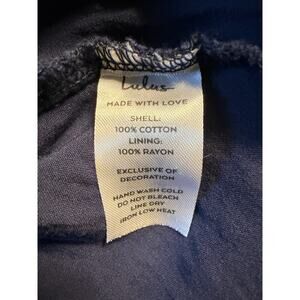 Lulus
MADE WITH LOVE
SHELL:
100% COTTON
LINING:
100% RAYON
EXCLUSIVE OF
DECORATION
HAND WASH COLD
DO NOT BLEACH
LINE DRY
IRON LOW HEAT